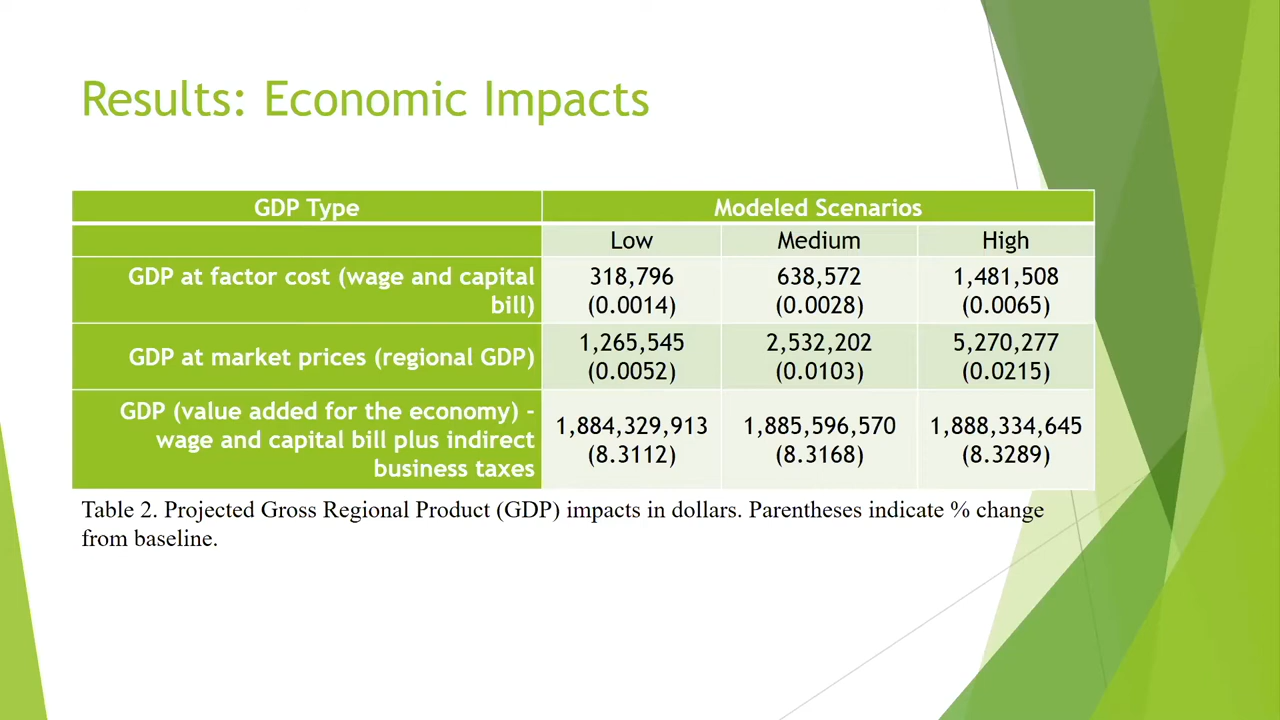 Results: Economic Impacts
GDP Type Modeled Scenarios
Low Medium High
GDP at factor cost (wage and capital
bill)
318,796 638,572 1,481,508
(0.0014) (0.0028) (0.0065)
GDP at market prices (regional GDP)
1,265,545 2,532,202 5,270,277
(0.0052) (0.0103) (0.0215)
GDP (value added for the economy) -
wage and capital bill plus indirect
business taxes
1,884,329,913 1,885,596,570 1,888,334,645
(8.3112) (8.3168) (8.3289)
Table 2. Projected Gross Regional Product (GDP) impacts in dollars. Parentheses indicate % change
from baseline.